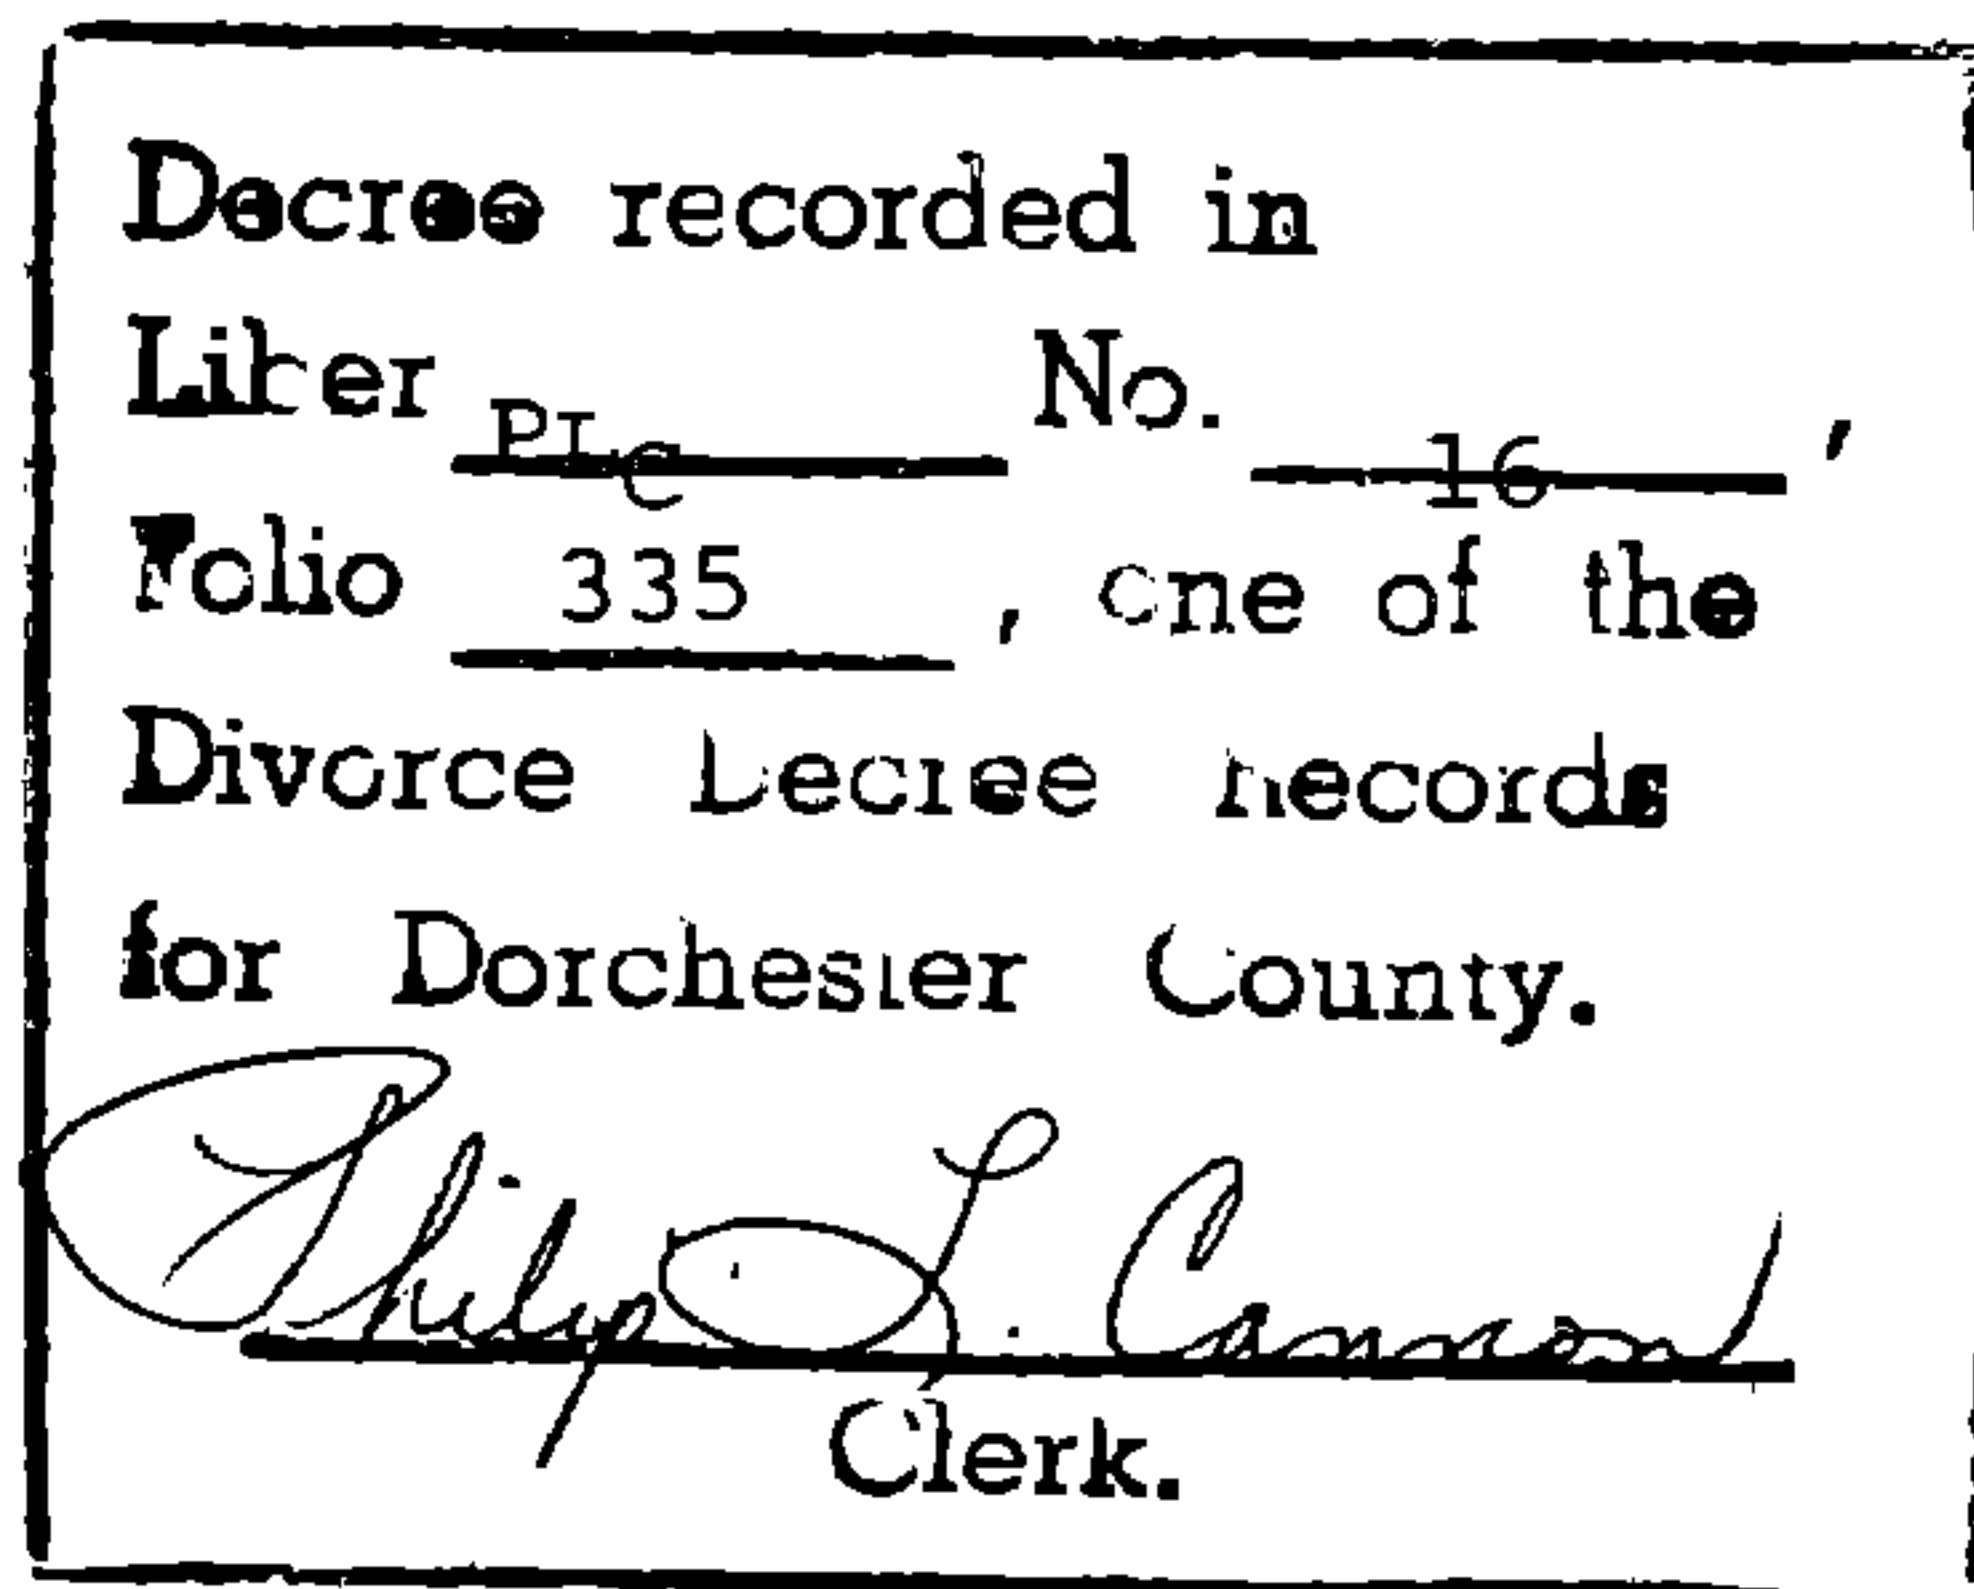 Decree recorded in
Liber PLC No. 16,
Folio 335, one of the
Divorce Decree Records
for Dorchester County.
Philip L. Cannon
Clerk.